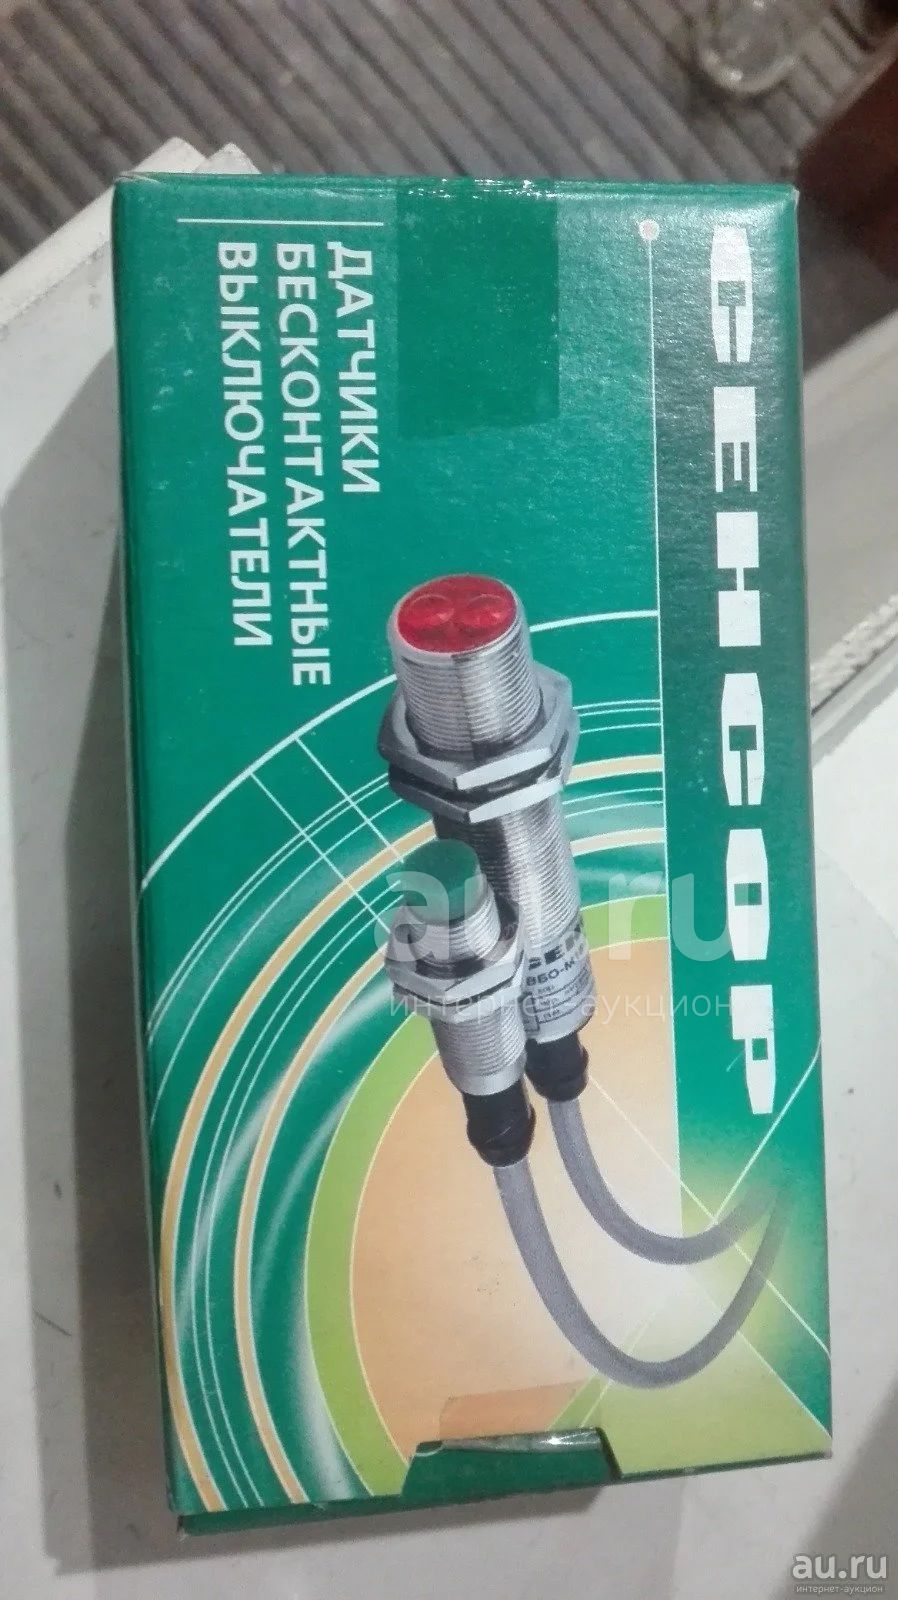 СЕНСОР
ДАТЧИКИ
БЕСКОНТАКТНЫЕ
ВЫКЛЮЧАТЕЛИ
au.ru
интернет-аукцион
au.ru
интернет-аукцион